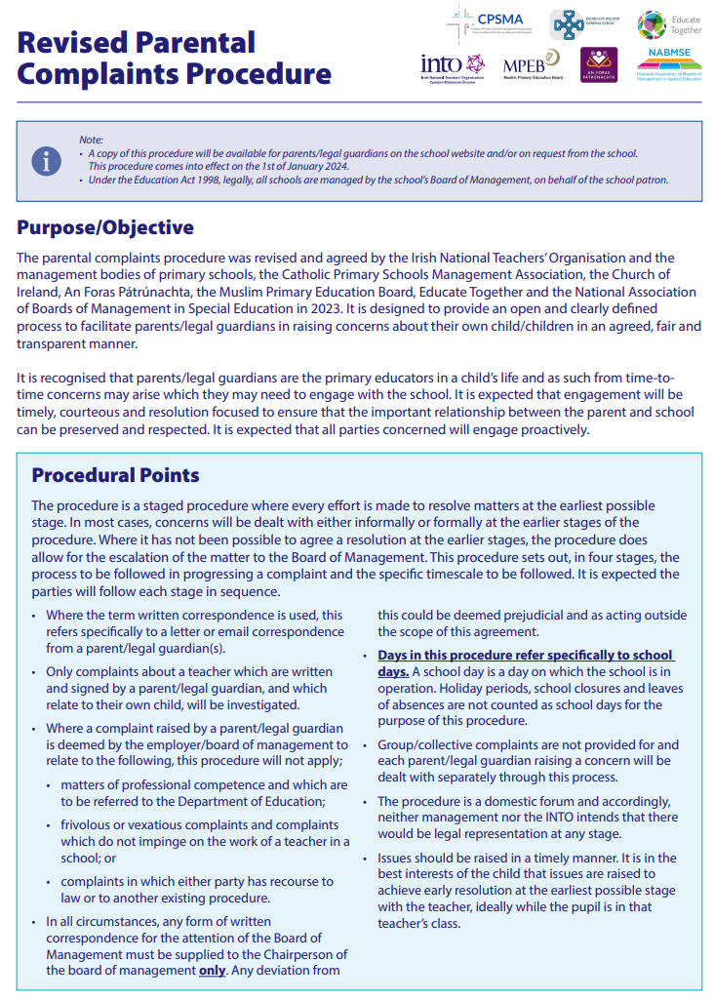 Revised Parental
Complaints Procedure
CPSMA
CHURCH OF IRELAND
GENERAL SYNOD
Educate
Together
into
Irish National Teachers' Organisation
Cumann Múinteoirí Éireann
MPEB
Muslim Primary Education Board
AN FORAS
PÁTRÚNACHTA
NABMSE
National Association of Boards of
Management in Special Education
Note:
• A copy of this procedure will be available for parents/legal guardians on the school website and/or on request from the school.
This procedure comes into effect on the 1st of January 2024.
• Under the Education Act 1998, legally, all schools are managed by the school's Board of Management, on behalf of the school patron.
Purpose/Objective
The parental complaints procedure was revised and agreed by the Irish National Teachers' Organisation and the
management bodies of primary schools, the Catholic Primary Schools Management Association, the Church of
Ireland, An Foras Pátrúnachta, the Muslim Primary Education Board, Educate Together and the National Association
of Boards of Management in Special Education in 2023. It is designed to provide an open and clearly defined
process to facilitate parents/legal guardians in raising concerns about their own child/children in an agreed, fair and
transparent manner.
It is recognised that parents/legal guardians are the primary educators in a child's life and as such from time-to-
time concerns may arise which they may need to engage with the school. It is expected that engagement will be
timely, courteous and resolution focused to ensure that the important relationship between the parent and school
can be preserved and respected. It is expected that all parties concerned will engage proactively.
Procedural Points
The procedure is a staged procedure where every effort is made to resolve matters at the earliest possible
stage. In most cases, concerns will be dealt with either informally or formally at the earlier stages of the
procedure. Where it has not been possible to agree a resolution at the earlier stages, the procedure does
allow for the escalation of the matter to the Board of Management. This procedure sets out, in four stages, the
process to be followed in progressing a complaint and the specific timescale to be followed. It is expected the
parties will follow each stage in sequence.
• Where the term written correspondence is used, this
refers specifically to a letter or email correspondence
from a parent/legal guardian(s).
• Only complaints about a teacher which are written
and signed by a parent/legal guardian, and which
relate to their own child, will be investigated.
• Where a complaint raised by a parent/legal guardian
is deemed by the employer/board of management to
relate to the following, this procedure will not apply;
• matters of professional competence and which are
to be referred to the Department of Education;
• frivolous or vexatious complaints and complaints
which do not impinge on the work of a teacher in a
school; or
• complaints in which either party has recourse to
law or to another existing procedure.
• In all circumstances, any form of written
correspondence for the attention of the Board of
Management must be supplied to the Chairperson of
the board of management only. Any deviation from
this could be deemed prejudicial and as acting outside
the scope of this agreement.
• Days in this procedure refer specifically to school
days. A school day is a day on which the school is in
operation. Holiday periods, school closures and leaves
of absences are not counted as school days for the
purpose of this procedure.
• Group/collective complaints are not provided for and
each parent/legal guardian raising a concern will be
dealt with separately through this process.
• The procedure is a domestic forum and accordingly,
neither management nor the INTO intends that there
would be legal representation at any stage.
• Issues should be raised in a timely manner. It is in the
best interests of the child that issues are raised to
achieve early resolution at the earliest possible stage
with the teacher, ideally while the pupil is in that
teacher's class.